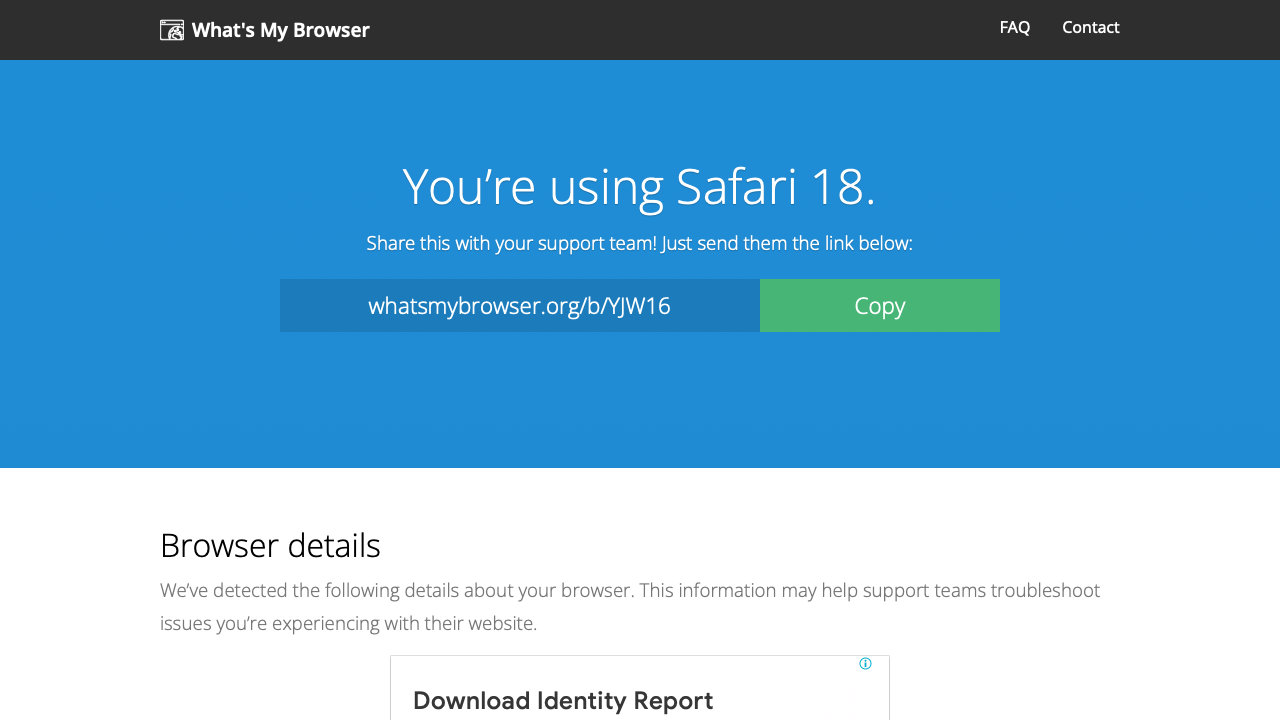 What's My Browser
FAQ
Contact
You’re using Safari 18.
Share this with your support team! Just send them the link below:
whatsmybrowser.org/b/YJW16
Copy
Browser details
We’ve detected the following details about your browser. This information may help support teams troubleshoot
issues you’re experiencing with their website.
Download Identity Report